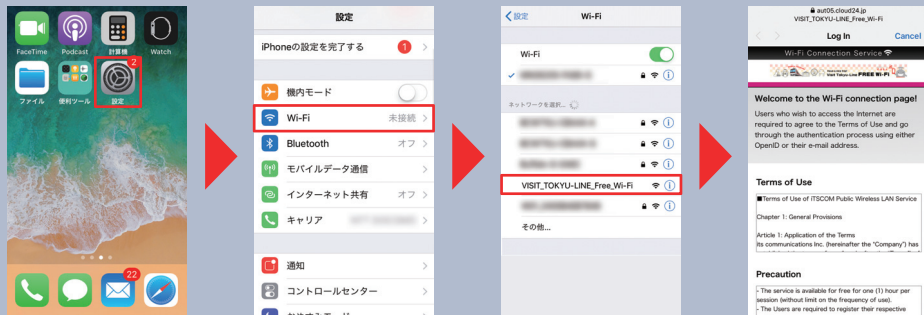 FaceTime
Podcast
計算機
Watch
2
ファイル
便利ツール
設定
22
設定
iPhoneの設定を完了する
1
機内モード
Wi-Fi
未接続
Bluetooth
オフ
モバイルデータ通信
インターネット共有
オフ
キャリア
通知
コントロールセンター
おやすみモード
設定
Wi-Fi
Wi-Fi
ネットワークを選択...
VISIT_TOKYU-LINE_Free_Wi-Fi
その他...
aut05.cloud24.jp
VISIT_TOKYU-LINE_Free_Wi-Fi
Log In
Cancel
Wi-Fi Connection Service
Visit Tokyu Line FREE Wi-Fi
Welcome to the Wi-Fi connection page!
Users who wish to access the Internet are
required to agree to the Terms of Use and go
through the authentication process using either
OpenID or their e-mail address.
Terms of Use
■Terms of Use of iTSCOM Public Wireless LAN Service
Chapter 1: General Provisions
Article 1: Application of the Terms
its communications Inc. (hereinafter the "Company") has
Precaution
- The service is available for free for one (1) hour per
session (without limit on the frequency of use).
- The Users are required to register their respective